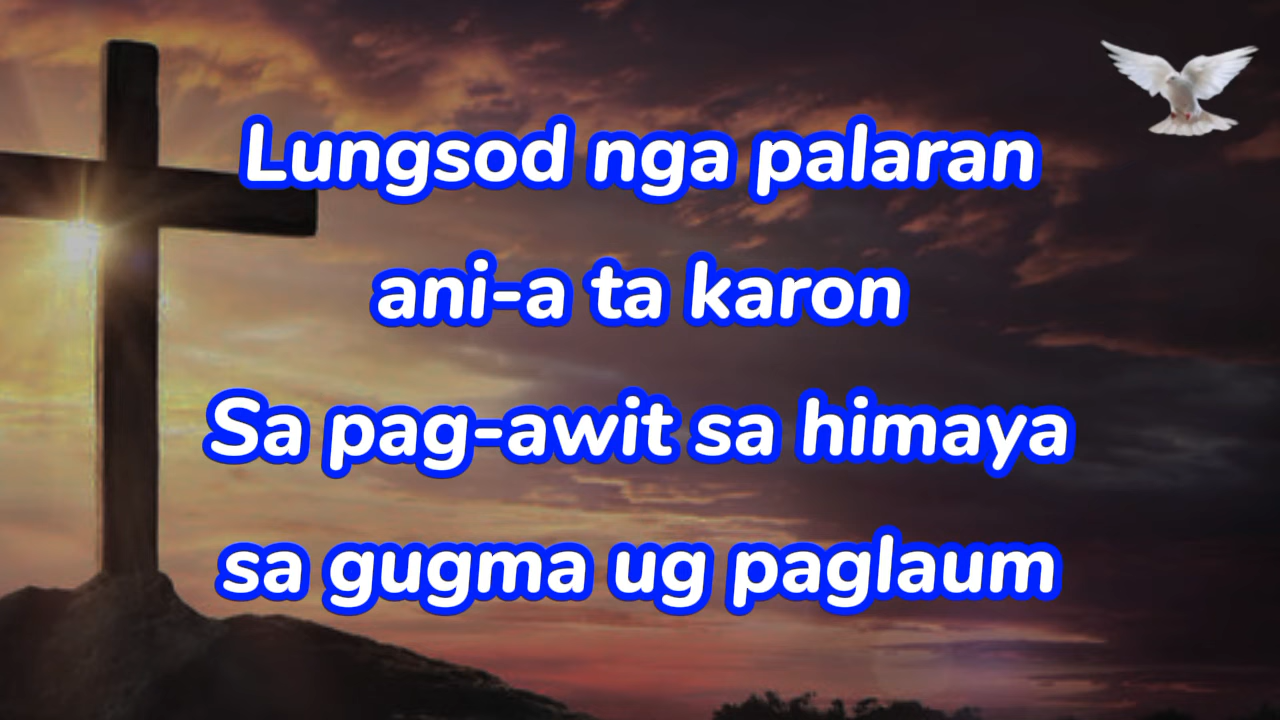 Lungsod nga palaran
ani-a ta karon
Sa pag-awit sa himaya
sa gugma ug paglaum